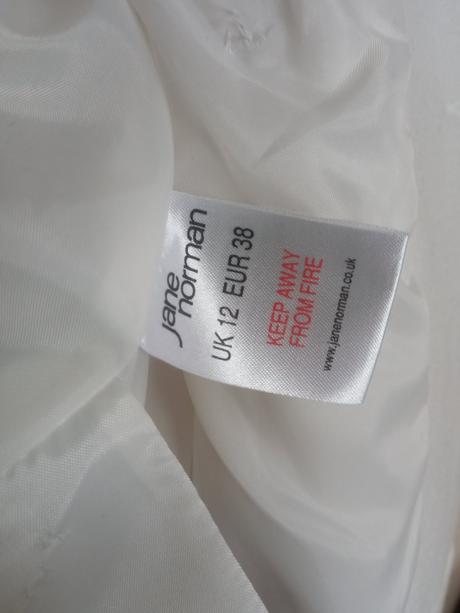 jane
norman
UK 12 EUR 38
KEEP AWAY
FROM FIRE
www.janenorman.co.uk